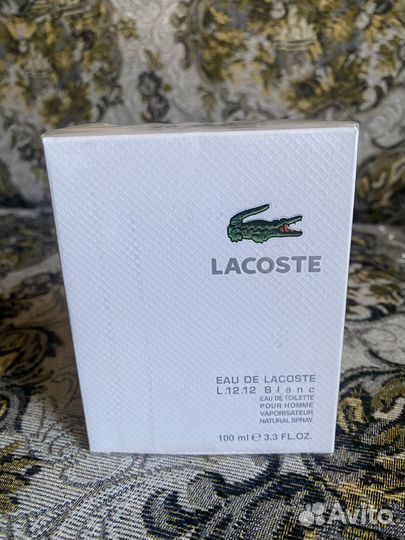 LACOSTE
EAU DE LACOSTE
L.12.12 Blanc
EAU DE TOILETTE
POUR HOMME
VAPORISATEUR
NATURAL SPRAY
100 ml ℮ 3.3 FL.OZ.
Avito